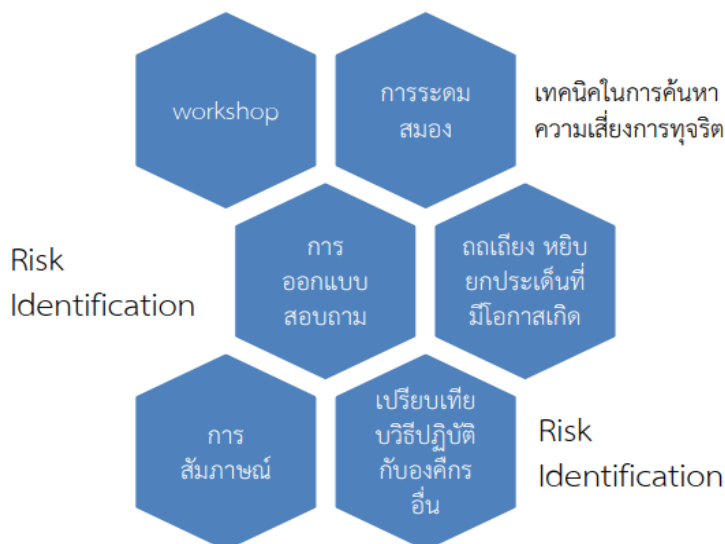 workshop
การระดม
สมอง
เทคนิคในการค้นหา
ความเสี่ยงการทุจริต
Risk
Identification
การ
ออกแบบ
สอบถาม
ถถเถียง หยิบ
ยกประเด็นที่
มีโอกาสเกิด
การ
สัมภาษณ์
เปรียบเทีย
บวิธีปฏิบัติ
กับองค์กร
อื่น
Risk
Identification